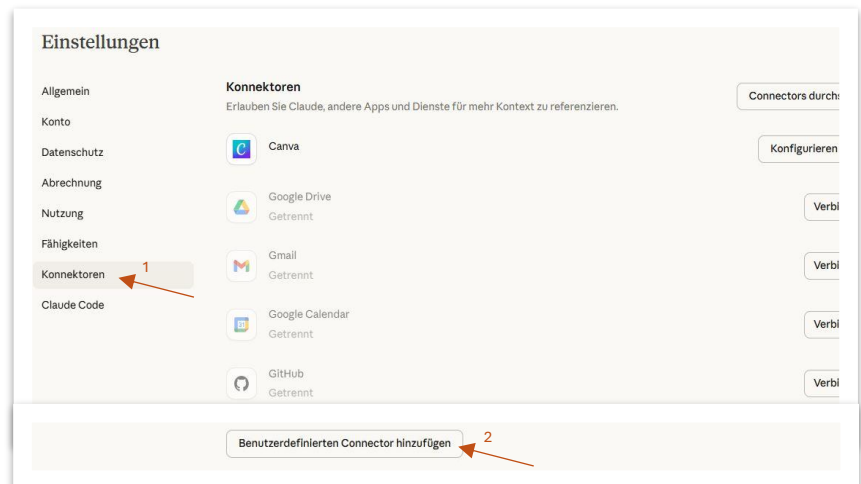 Einstellungen
Allgemein
Konto
Datenschutz
Abrechnung
Nutzung
Fähigkeiten
Konnektoren
1
Claude Code
Konnektoren
Erlauben Sie Claude, andere Apps und Dienste für mehr Kontext zu referenzieren.
Connectors durch
Canva
Konfigurieren
Google Drive
Getrennt
Verbi
Gmail
Getrennt
Verbi
Google Calendar
Getrennt
Verbi
GitHub
Getrennt
Verbi
Benutzerdefinierten Connector hinzufügen
2